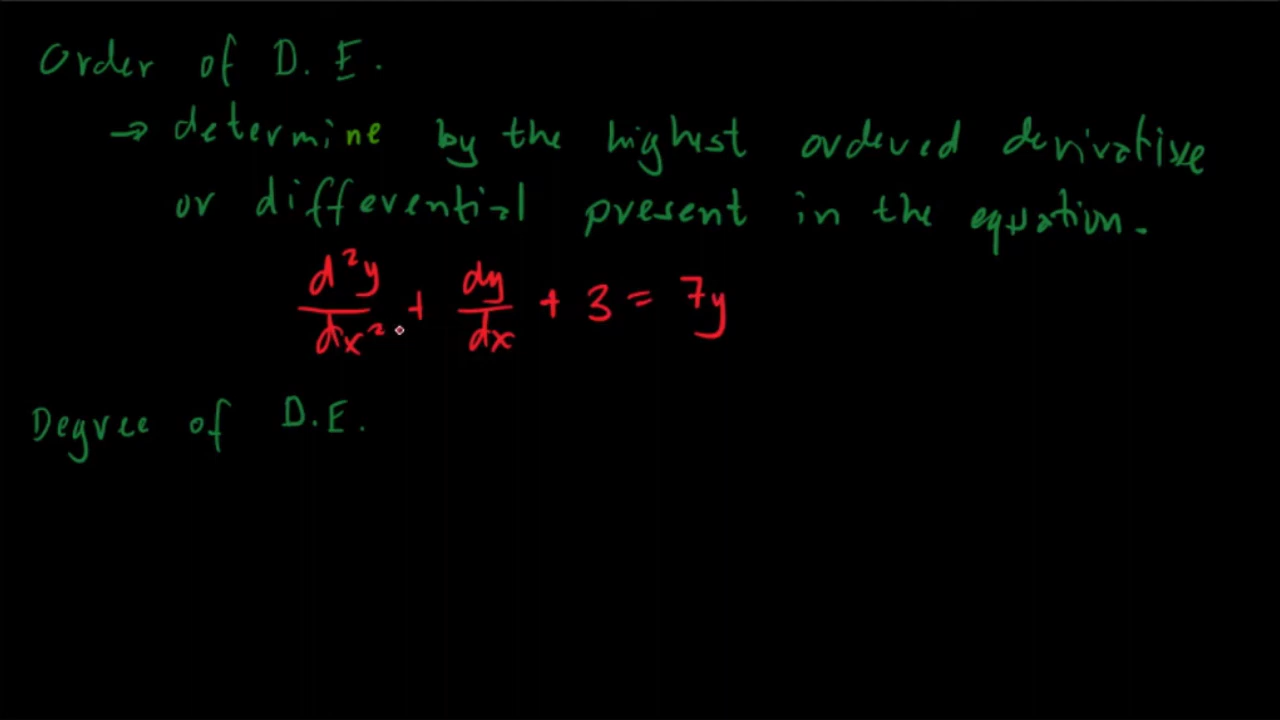 Order of D. E.
→ determine by the highest ordered derivative
or differential present in the equation.
d²y/dx² + dy/dx + 3 = 7y
Degree of D.E.